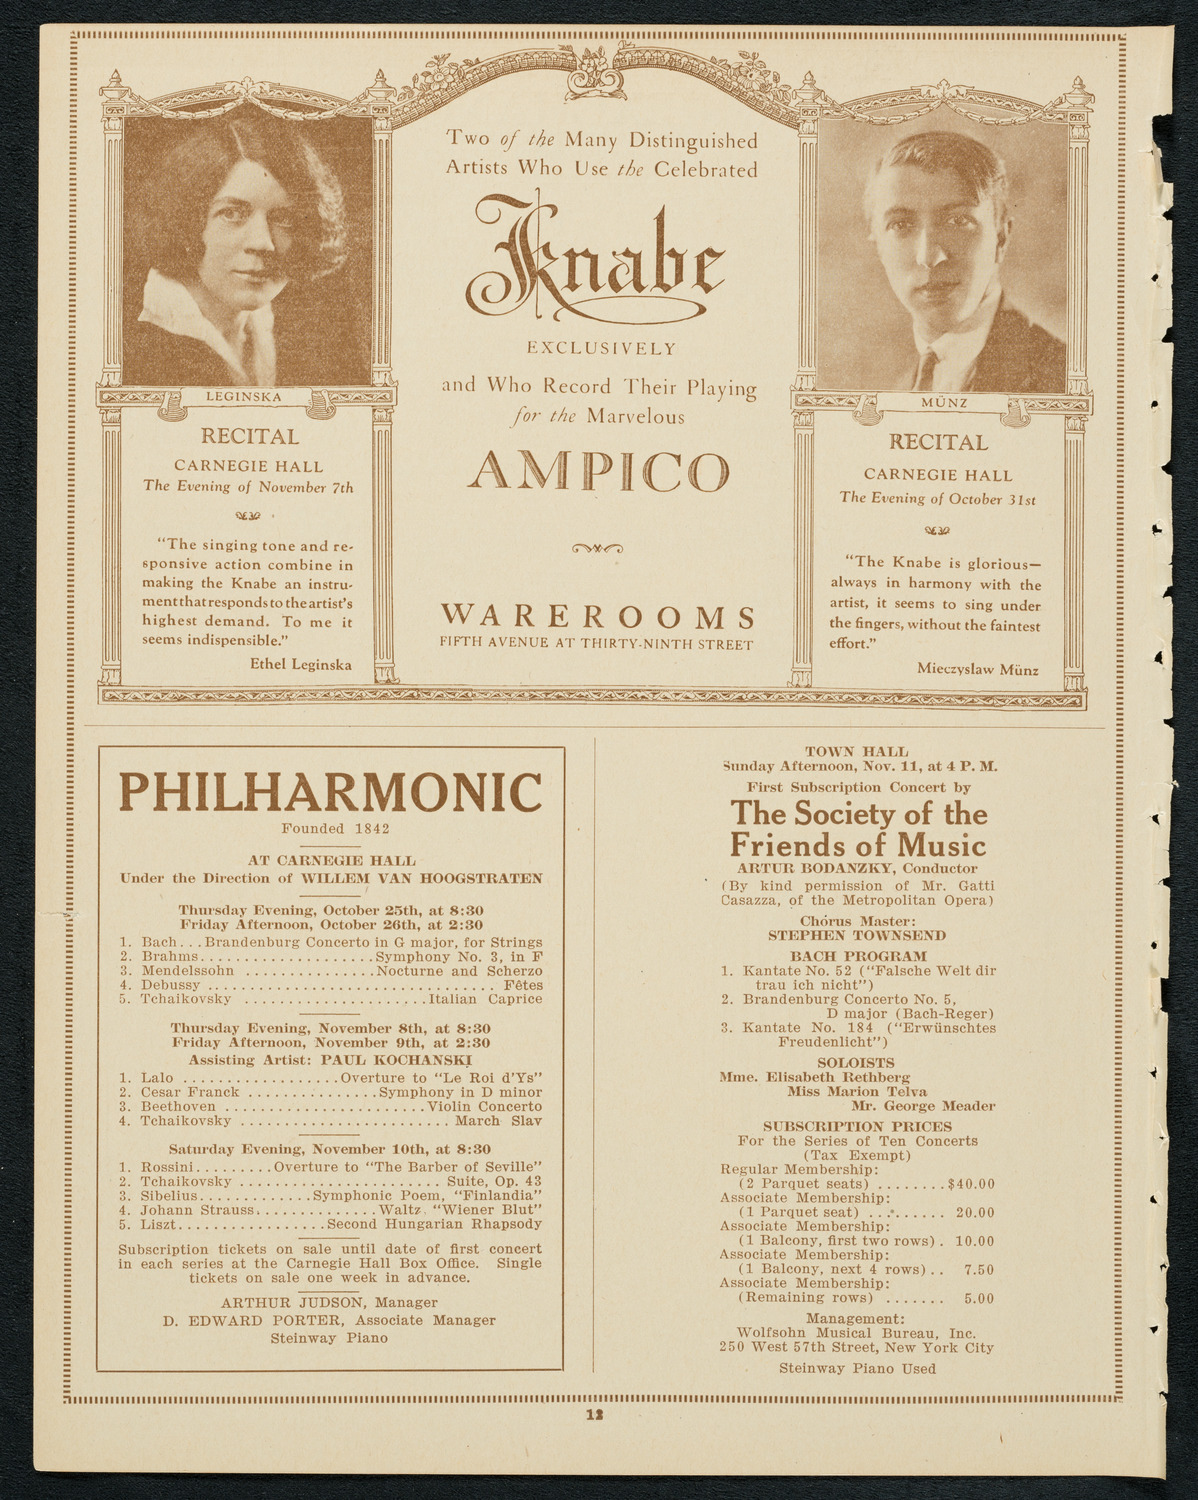 Two of the Many Distinguished
Artists Who Use the Celebrated
Knabe
EXCLUSIVELY
and Who Record Their Playing
for the Marvelous
AMPICO
WAREROOMS
FIFTH AVENUE AT THIRTY-NINTH STREET
LEGINSKA
RECITAL
CARNEGIE HALL
The Evening of November 7th
"The singing tone and re-
sponsive action combine in
making the Knabe an instru-
ment that responds to the artist's
highest demand. To me it
seems indispensible."
Ethel Leginska
MÜNZ
RECITAL
CARNEGIE HALL
The Evening of October 31st
"The Knabe is glorious—
always in harmony with the
artist, it seems to sing under
the fingers, without the faintest
effort."
Mieczyslaw Münz
PHILHARMONIC
Founded 1842
AT CARNEGIE HALL
Under the Direction of WILLEM VAN HOOGSTRATEN
Thursday Evening, October 25th, at 8:30
Friday Afternoon, October 26th, at 2:30
1. Bach...Brandenburg Concerto in G major, for Strings
2. Brahms....................Symphony No. 3, in F
3. Mendelssohn ...............Nocturne and Scherzo
4. Debussy ................................ Fêtes
5. Tchaikovsky .....................Italian Caprice
Thursday Evening, November 8th, at 8:30
Friday Afternoon, November 9th, at 2:30
Assisting Artist: PAUL KOCHANSKI
1. Lalo ..................Overture to "Le Roi d'Ys"
2. Cesar Franck ...............Symphony in D minor
3. Beethoven .......................Violin Concerto
4. Tchaikovsky ........................ March Slav
Saturday Evening, November 10th, at 8:30
1. Rossini.........Overture to "The Barber of Seville"
2. Tchaikovsky ....................... Suite, Op. 43
3. Sibelius.............Symphonic Poem, "Finlandia"
4. Johann Strauss..............Waltz "Wiener Blut"
5. Liszt.................Second Hungarian Rhapsody
Subscription tickets on sale until date of first concert
in each series at the Carnegie Hall Box Office. Single
tickets on sale one week in advance.
ARTHUR JUDSON, Manager
D. EDWARD PORTER, Associate Manager
Steinway Piano
TOWN HALL
Sunday Afternoon, Nov. 11, at 4 P. M.
First Subscription Concert by
The Society of the
Friends of Music
ARTUR BODANZKY, Conductor
(By kind permission of Mr. Gatti
Casazza, of the Metropolitan Opera)
Chorus Master:
STEPHEN TOWNSEND
BACH PROGRAM
1. Kantate No. 52 ("Falsche Welt dir
trau ich nicht")
2. Brandenburg Concerto No. 5,
D major (Bach-Reger)
3. Kantate No. 184 ("Erwünschtes
Freudenlicht")
SOLOISTS
Mme. Elisabeth Rethberg
Miss Marion Telva
Mr. George Meader
SUBSCRIPTION PRICES
For the Series of Ten Concerts
(Tax Exempt)
Regular Membership:
(2 Parquet seats) ........$40.00
Associate Membership:
(1 Parquet seat) ......... 20.00
Associate Membership:
(1 Balcony, first two rows). 10.00
Associate Membership:
(1 Balcony, next 4 rows).. 7.50
Associate Membership:
(Remaining rows) ....... 5.00
Management:
Wolfsohn Musical Bureau, Inc.
250 West 57th Street, New York City
Steinway Piano Used
12